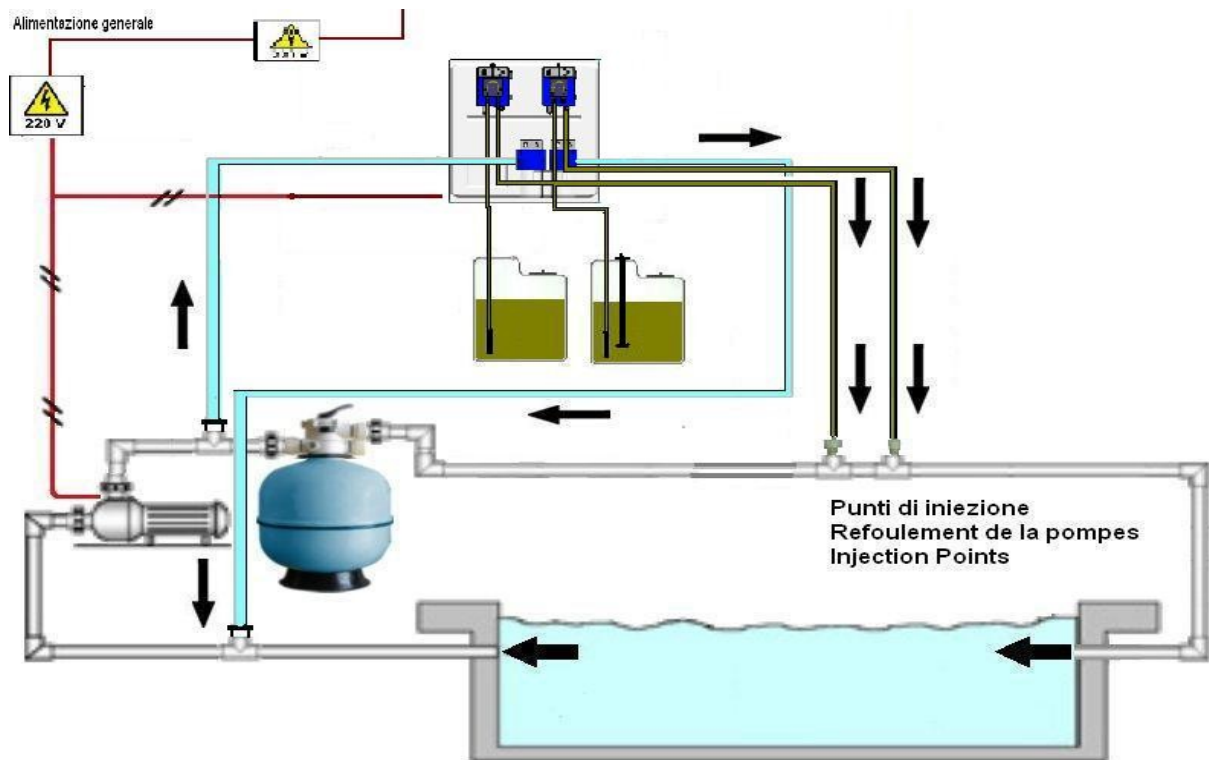 Alimentazione generale
220 V
Punti di iniezione
Refoulement de la pompes
Injection Points